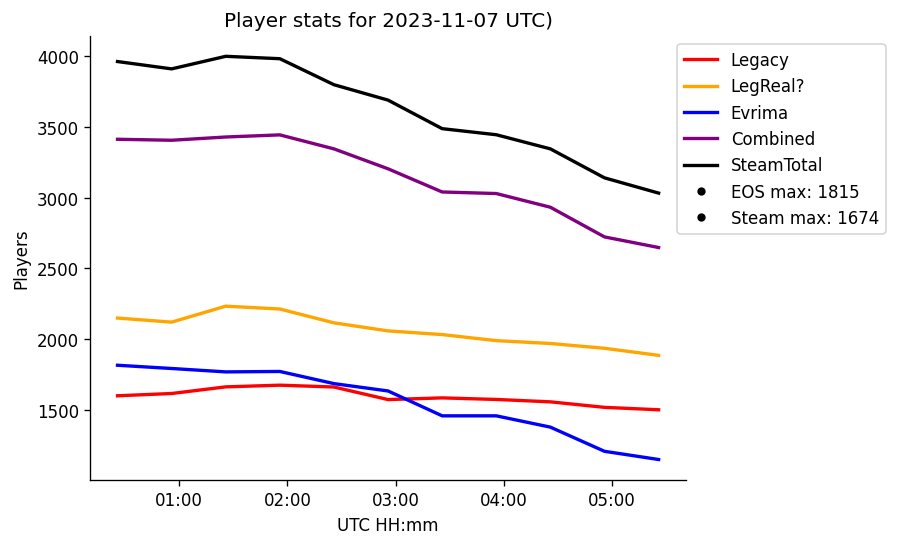 Player stats for 2023-11-07 UTC)
Players
4000
3500
3000
2500
2000
1500
01:00
02:00
03:00
04:00
05:00
UTC HH:mm
Legacy
LegReal?
Evrima
Combined
SteamTotal
EOS max: 1815
Steam max: 1674